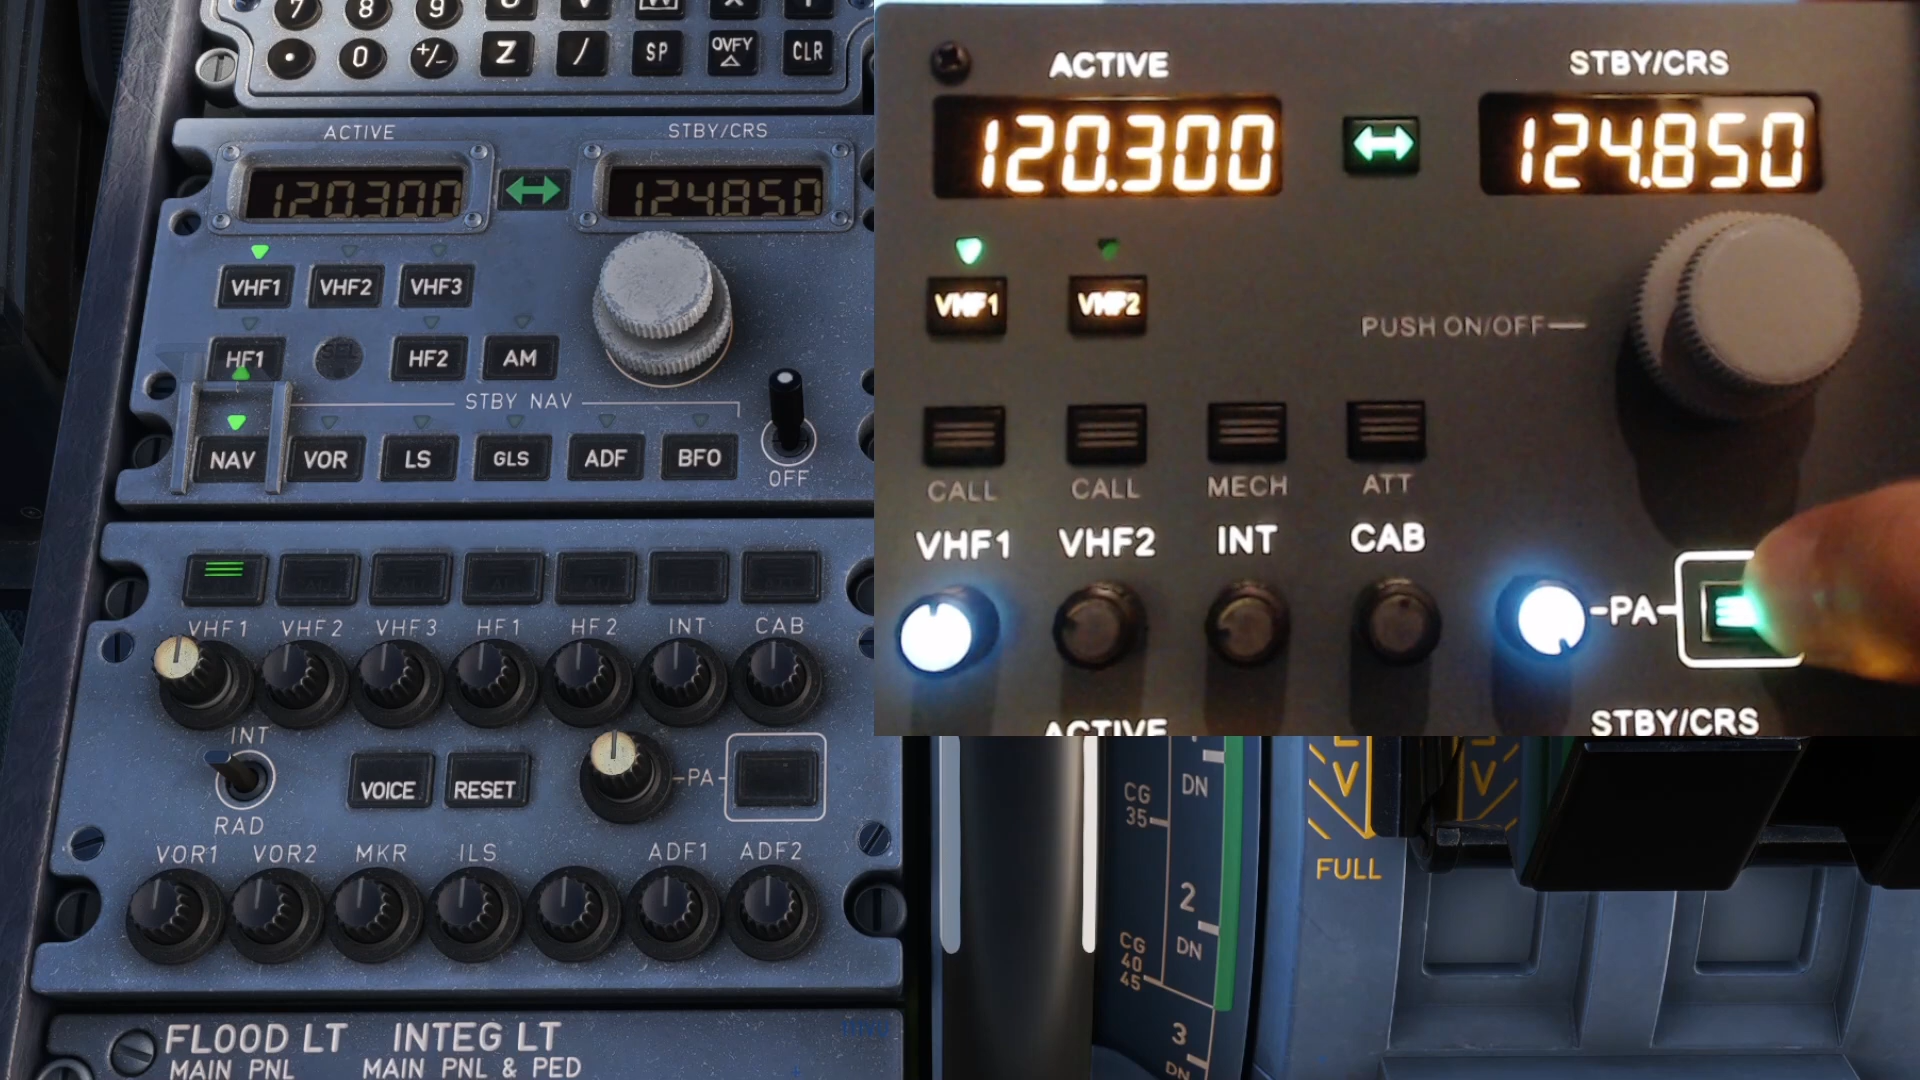 7 8 9
. 0 +/- Z / SP OVFY CLR
ACTIVE STBY/CRS
120.300 124.850
VHF1 VHF2 VHF3
HF1 SEL HF2 AM
STBY NAV
NAV VOR LS GLS ADF BFO
OFF
VHF1 VHF2 VHF3 HF1 HF2 INT CAB
INT
VOICE RESET PA
RAD
VOR1 VOR2 MKR ILS ADF1 ADF2
FLOOD LT INTEG LT
MAIN PNL MAIN PNL & PED
ACTIVE STBY/CRS
120.300 124.850
VHF1 VHF2
PUSH ON/OFF
CALL CALL MECH ATT
VHF1 VHF2 INT CAB
PA
ACTIVE STBY/CRS
DN
CG
35
FULL
2
DN
CG
40
45
3
DN